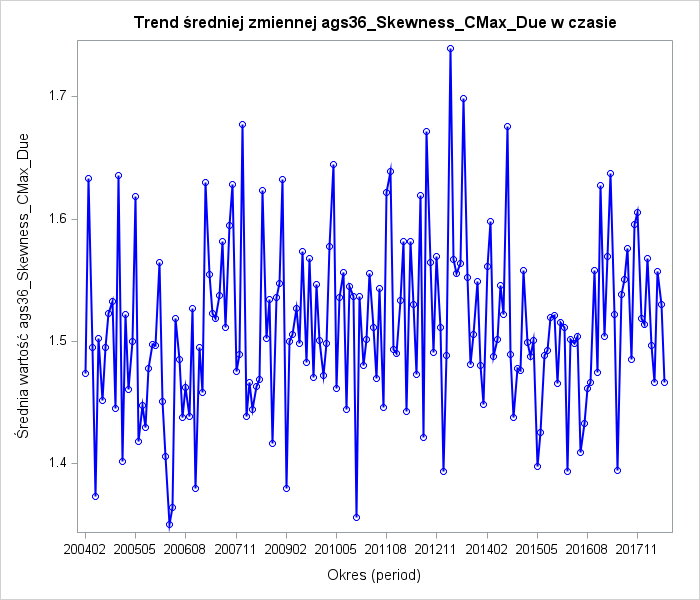 Trend średniej zmiennej ags36_Skewness_CMax_Due w czasie
Średnia wartość ags36_Skewness_CMax_Due
1.7
1.6
1.5
1.4
200402 200505 200608 200711 200902 201005 201108 201211 201402 201505 201608 201711
Okres (period)